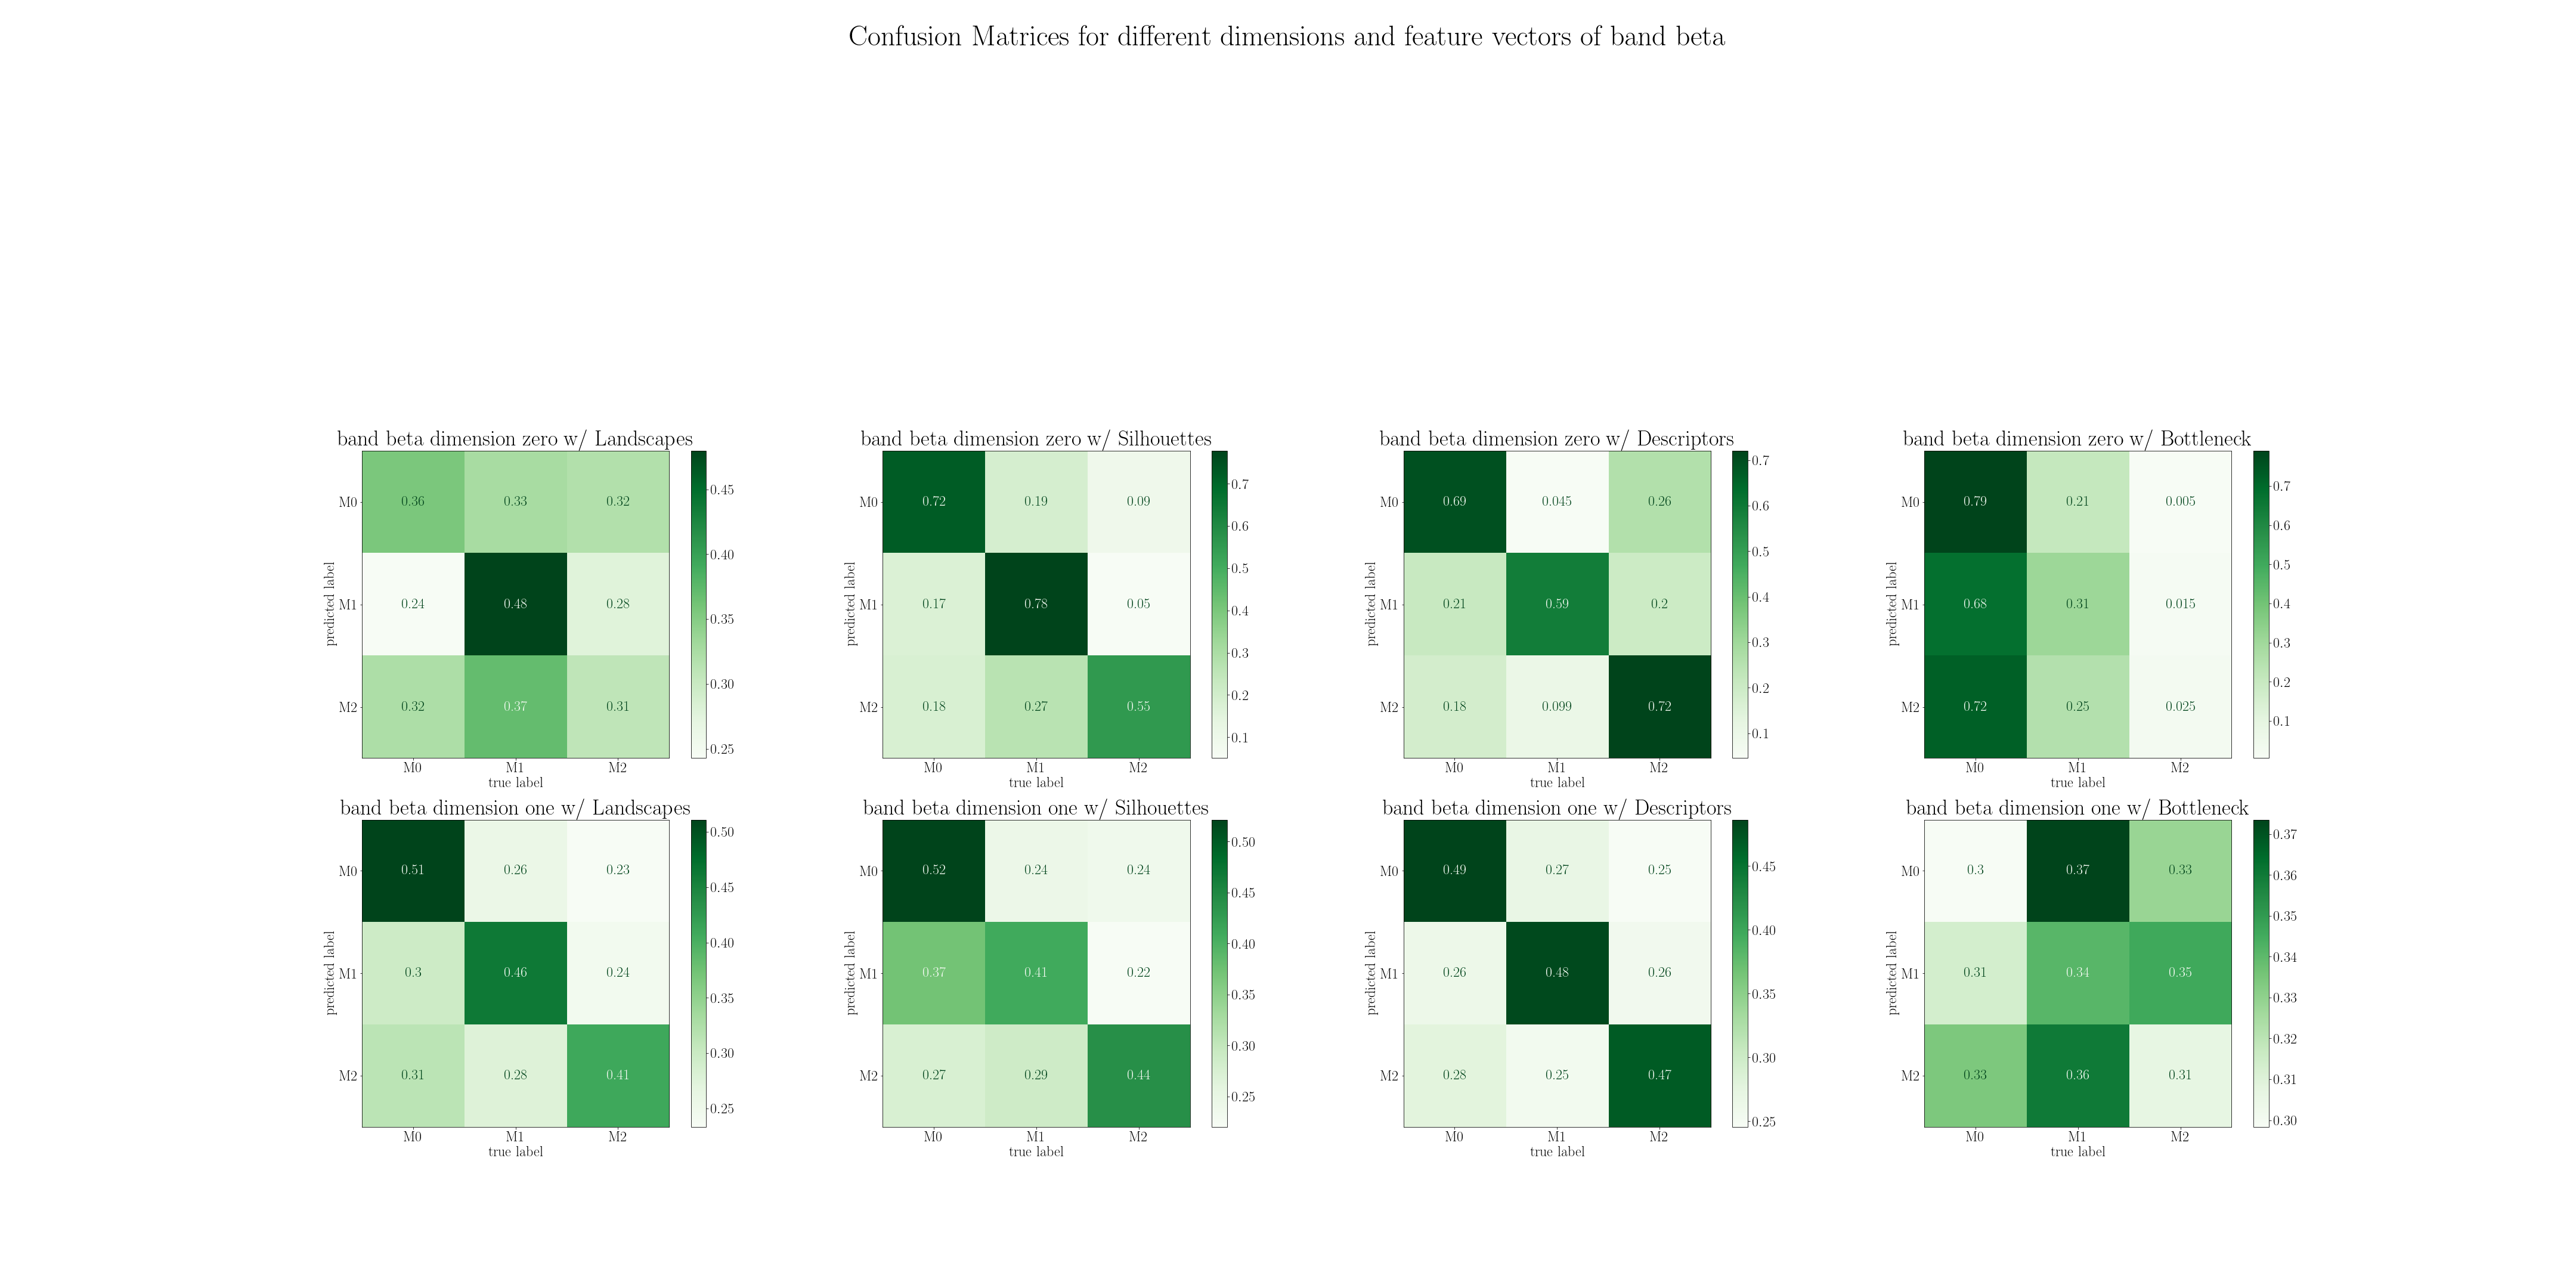 Confusion Matrices for different dimensions and feature vectors of band beta
band beta dimension zero w/ Landscapes
predicted label
M0 0.36 0.33 0.32
M1 0.24 0.48 0.28
M2 0.32 0.37 0.31
M0 M1 M2
true label
0.45
0.40
0.35
0.30
0.25
band beta dimension zero w/ Silhouettes
predicted label
M0 0.72 0.19 0.09
M1 0.17 0.78 0.05
M2 0.18 0.27 0.55
M0 M1 M2
true label
0.7
0.6
0.5
0.4
0.3
0.2
0.1
band beta dimension zero w/ Descriptors
predicted label
M0 0.69 0.045 0.26
M1 0.21 0.59 0.2
M2 0.18 0.099 0.72
M0 M1 M2
true label
0.7
0.6
0.5
0.4
0.3
0.2
0.1
band beta dimension zero w/ Bottleneck
predicted label
M0 0.79 0.21 0.005
M1 0.68 0.31 0.015
M2 0.72 0.25 0.025
M0 M1 M2
true label
0.7
0.6
0.5
0.4
0.3
0.2
0.1
band beta dimension one w/ Landscapes
predicted label
M0 0.51 0.26 0.23
M1 0.3 0.46 0.24
M2 0.31 0.28 0.41
M0 M1 M2
true label
0.50
0.45
0.40
0.35
0.30
0.25
band beta dimension one w/ Silhouettes
predicted label
M0 0.52 0.24 0.24
M1 0.37 0.41 0.22
M2 0.27 0.29 0.44
M0 M1 M2
true label
0.50
0.45
0.40
0.35
0.30
0.25
band beta dimension one w/ Descriptors
predicted label
M0 0.49 0.27 0.25
M1 0.26 0.48 0.26
M2 0.28 0.25 0.47
M0 M1 M2
true label
0.45
0.40
0.35
0.30
0.25
band beta dimension one w/ Bottleneck
predicted label
M0 0.3 0.37 0.33
M1 0.31 0.34 0.35
M2 0.33 0.36 0.31
M0 M1 M2
true label
0.37
0.36
0.35
0.34
0.33
0.32
0.31
0.30